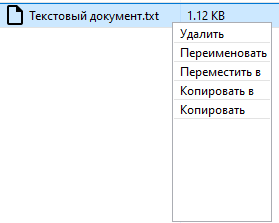 Текстовый документ.txt 1.12 KB
Удалить
Переименовать
Переместить в
Копировать в
Копировать